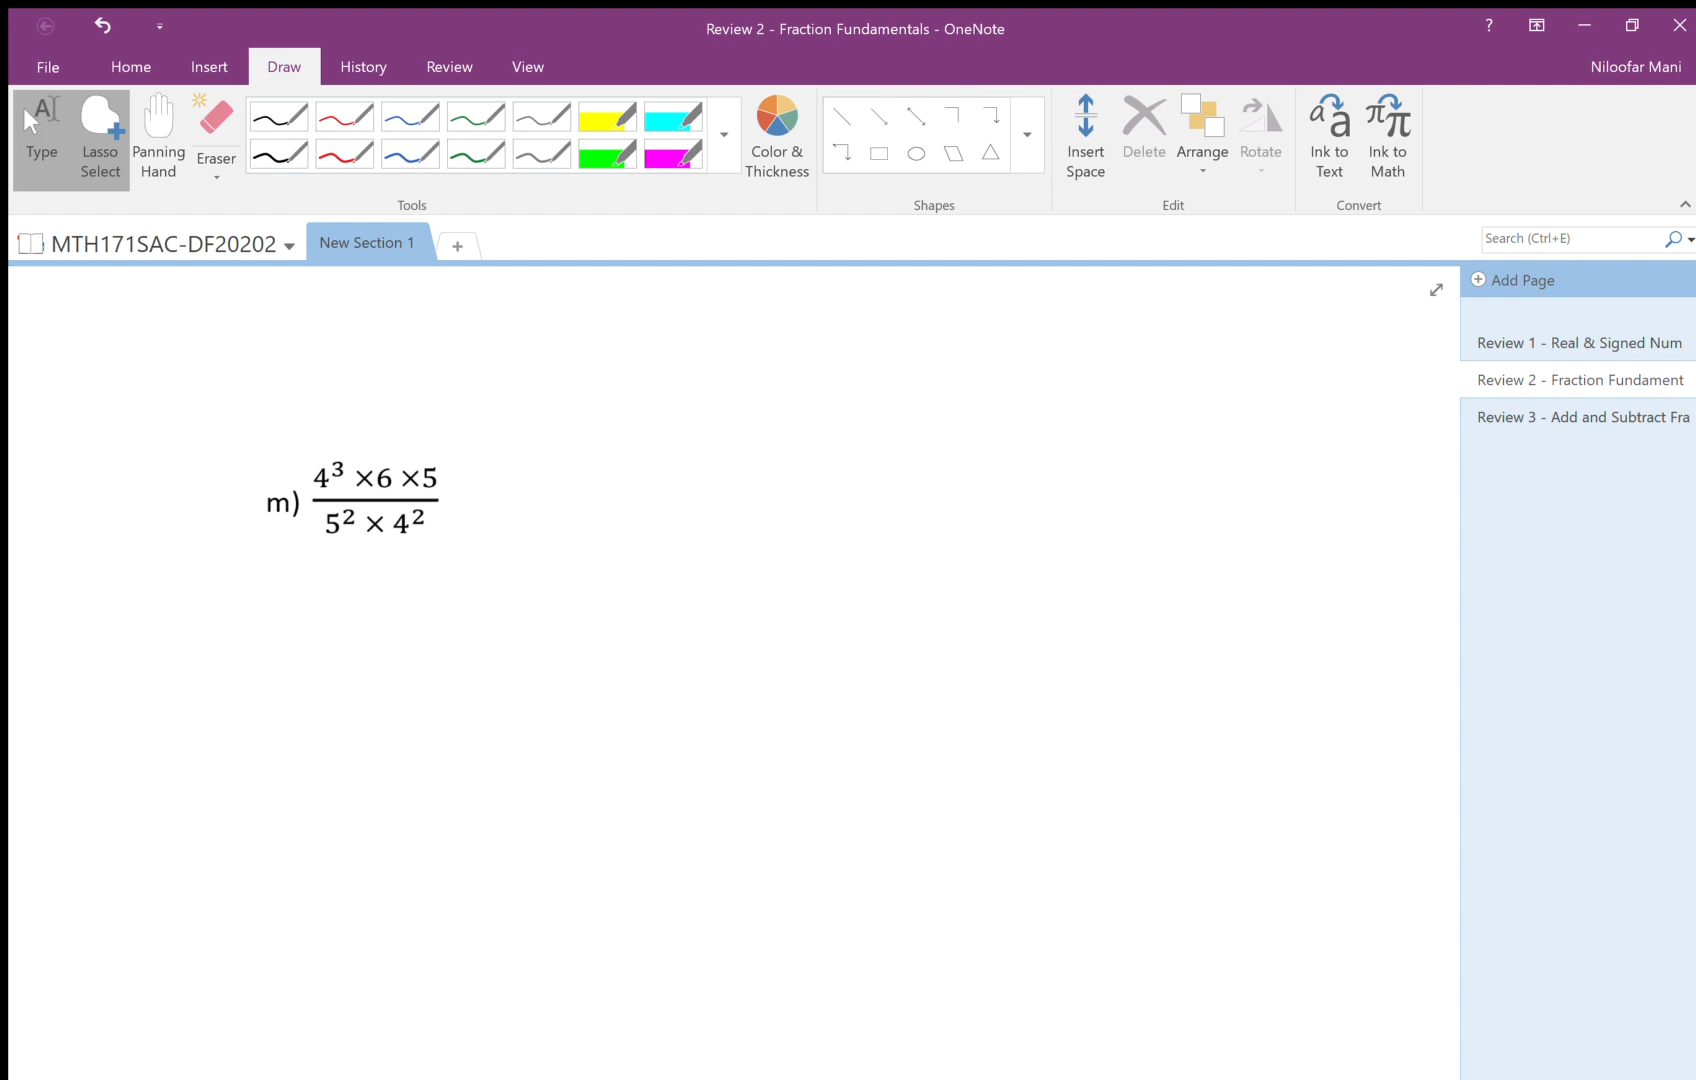 Review 2 - Fraction Fundamentals - OneNote
?
File Home Insert Draw History Review View Niloofar Mani
Type
Lasso Select
Panning Hand
Eraser
Color & Thickness
Insert Space
Delete
Arrange
Rotate
Ink to Text
Ink to Math
Tools Shapes Edit Convert
MTH171SAC-DF20202 New Section 1 +
Search (Ctrl+E)
Add Page
Review 1 - Real & Signed Num
Review 2 - Fraction Fundament
Review 3 - Add and Subtract Fra
4³ ×6 ×5
m)
5² × 4²